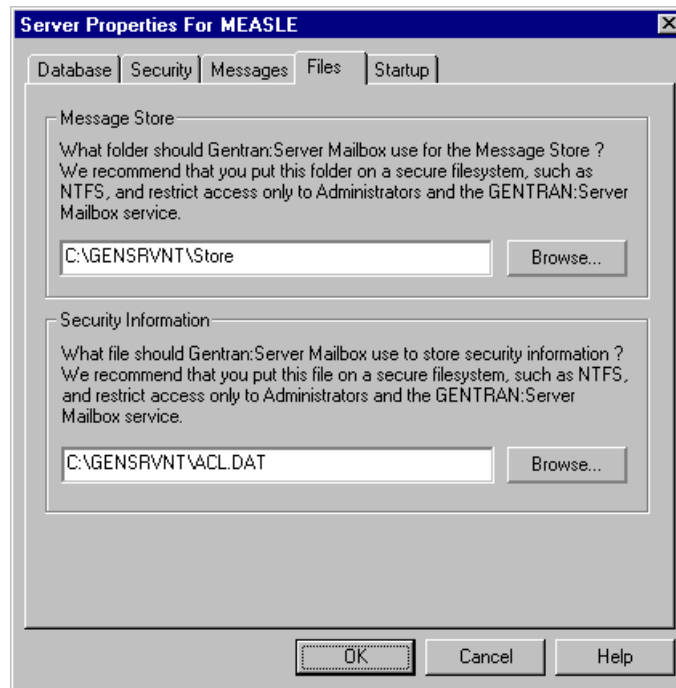 Server Properties For MEASLE
Database Security Messages Files Startup
Message Store
What folder should Gentran:Server Mailbox use for the Message Store ?
We recommend that you put this folder on a secure filesystem, such as
NTFS, and restrict access only to Administrators and the GENTRAN:Server
Mailbox service.
C:\GENSRVNT\Store
Browse...
Security Information
What file should Gentran:Server Mailbox use to store security information ?
We recommend that you put this file on a secure filesystem, such as NTFS,
and restrict access only to Administrators and the GENTRAN:Server
Mailbox service.
C:\GENSRVNT\ACL.DAT
Browse...
OK Cancel Help